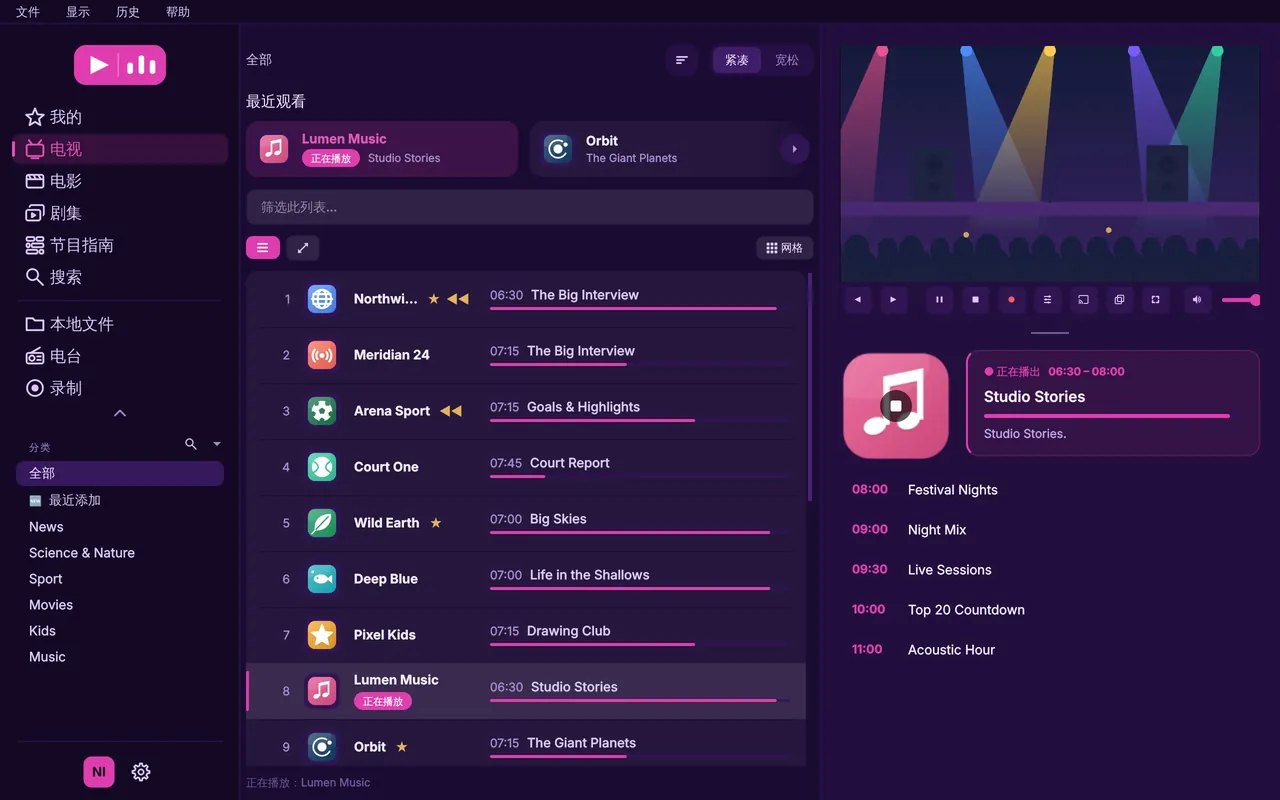 文件 显示 历史 帮助
我的
电视
电影
剧集
节目指南
搜索
本地文件
电台
录制
分类
全部
最近添加
News
Science & Nature
Sport
Movies
Kids
Music
NI
全部
紧凑 宽松
最近观看
Lumen Music
正在播放 Studio Stories
Orbit
The Giant Planets
筛选此列表...
网格
1 Northwi... 06:30 The Big Interview
2 Meridian 24 07:15 The Big Interview
3 Arena Sport 07:15 Goals & Highlights
4 Court One 07:45 Court Report
5 Wild Earth 07:00 Big Skies
6 Deep Blue 07:00 Life in the Shallows
7 Pixel Kids 07:15 Drawing Club
8 Lumen Music 06:30 Studio Stories
正在播放
9 Orbit 07:15 The Giant Planets
正在播放：Lumen Music
正在播出 06:30 – 08:00
Studio Stories
Studio Stories.
08:00 Festival Nights
09:00 Night Mix
09:30 Live Sessions
10:00 Top 20 Countdown
11:00 Acoustic Hour